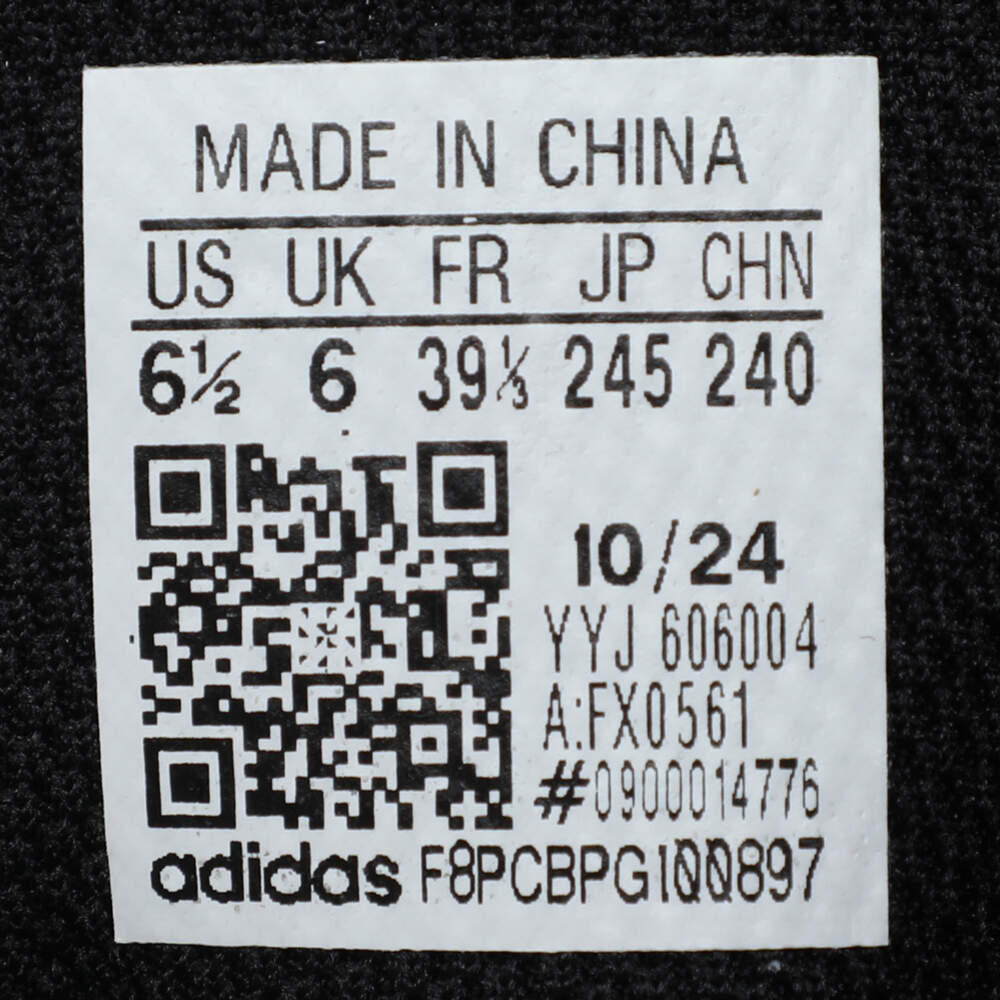 MADE IN CHINA
US UK FR JP CHN
6½ 6 39⅓ 245 240
10/24
YYJ 606004
A:FX0561
#0900014776
adidas F8PCBPG100897